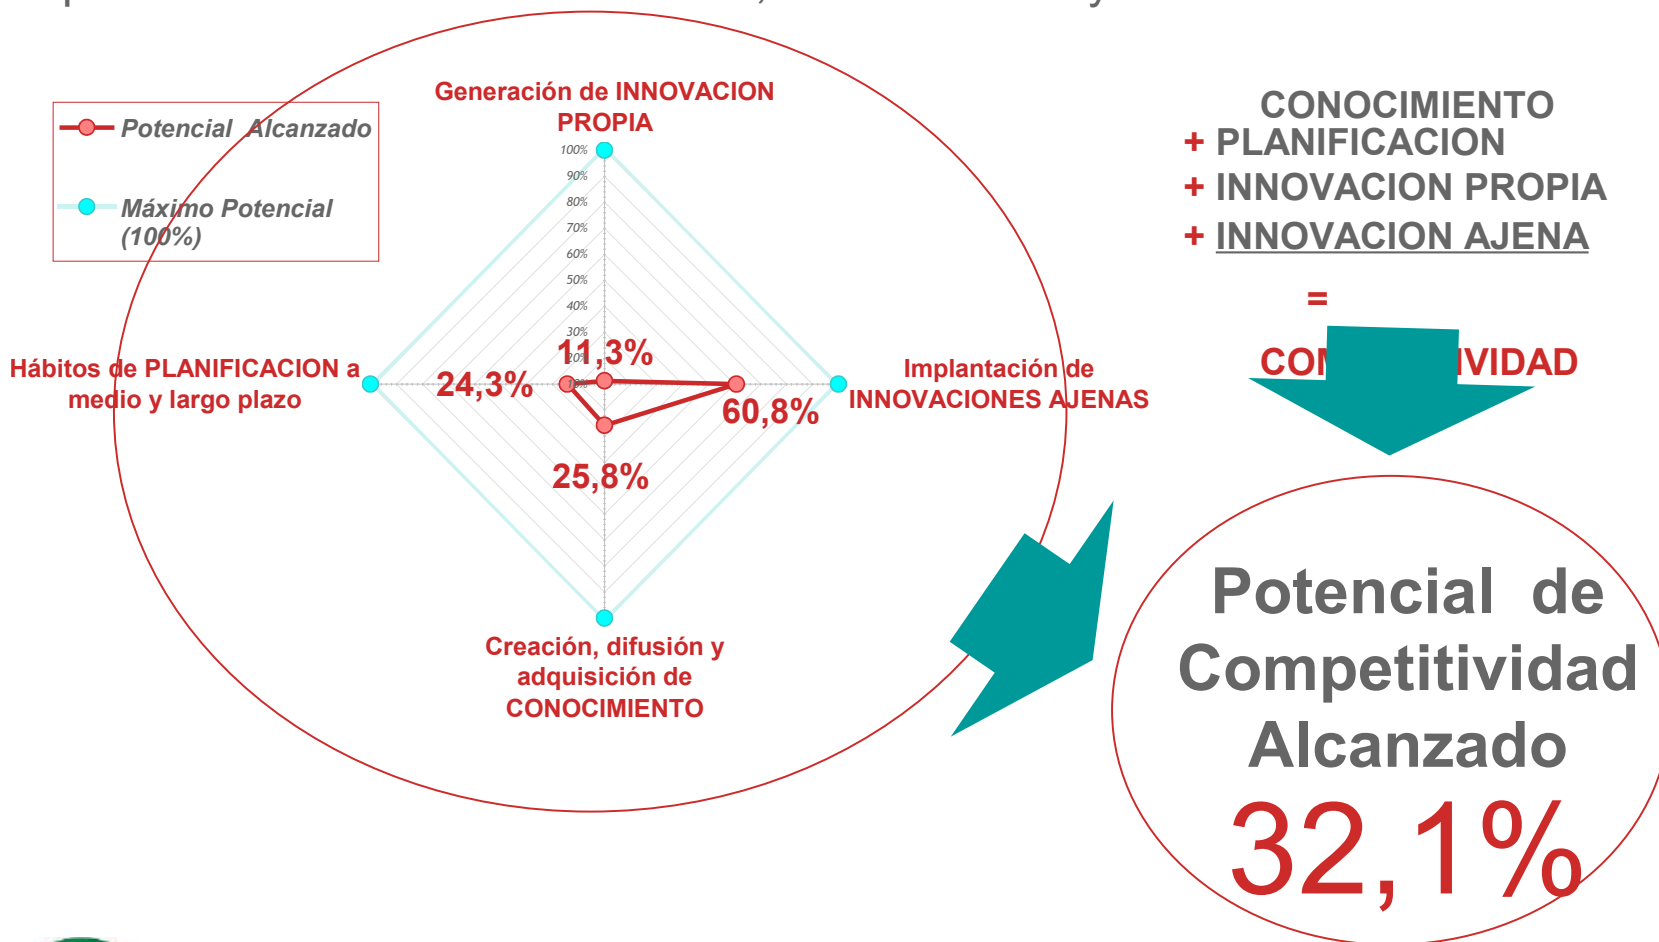 Generación de INNOVACION
PROPIA
Potencial Alcanzado
Máximo Potencial
(100%)
100%
90%
80%
70%
60%
50%
40%
30%
20%
10%
11,3%
Hábitos de PLANIFICACION a
medio y largo plazo
24,3%
Implantación de
INNOVACIONES AJENAS
60,8%
25,8%
Creación, difusión y
adquisición de
CONOCIMIENTO
CONOCIMIENTO
+ PLANIFICACION
+ INNOVACION PROPIA
+ INNOVACION AJENA
=
Potencial de
Competitividad
Alcanzado
32,1%